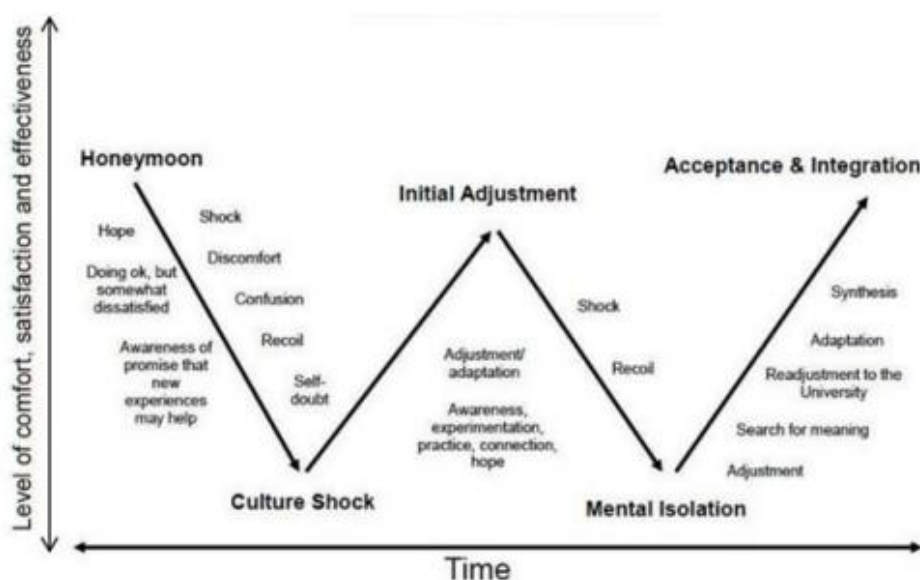 Level of comfort, satisfaction and effectiveness
Honeymoon
Hope
Doing ok, but
somewhat
dissatisfied
Awareness of
promise that
new
experiences
may help
Shock
Discomfort
Confusion
Recoil
Self-
doubt
Culture Shock
Initial Adjustment
Adjustment/
adaptation
Awareness,
experimentation,
practice, connection,
hope
Shock
Recoil
Mental Isolation
Acceptance & Integration
Synthesis
Adaptation
Readjustment to the
University
Search for meaning
Adjustment
Time